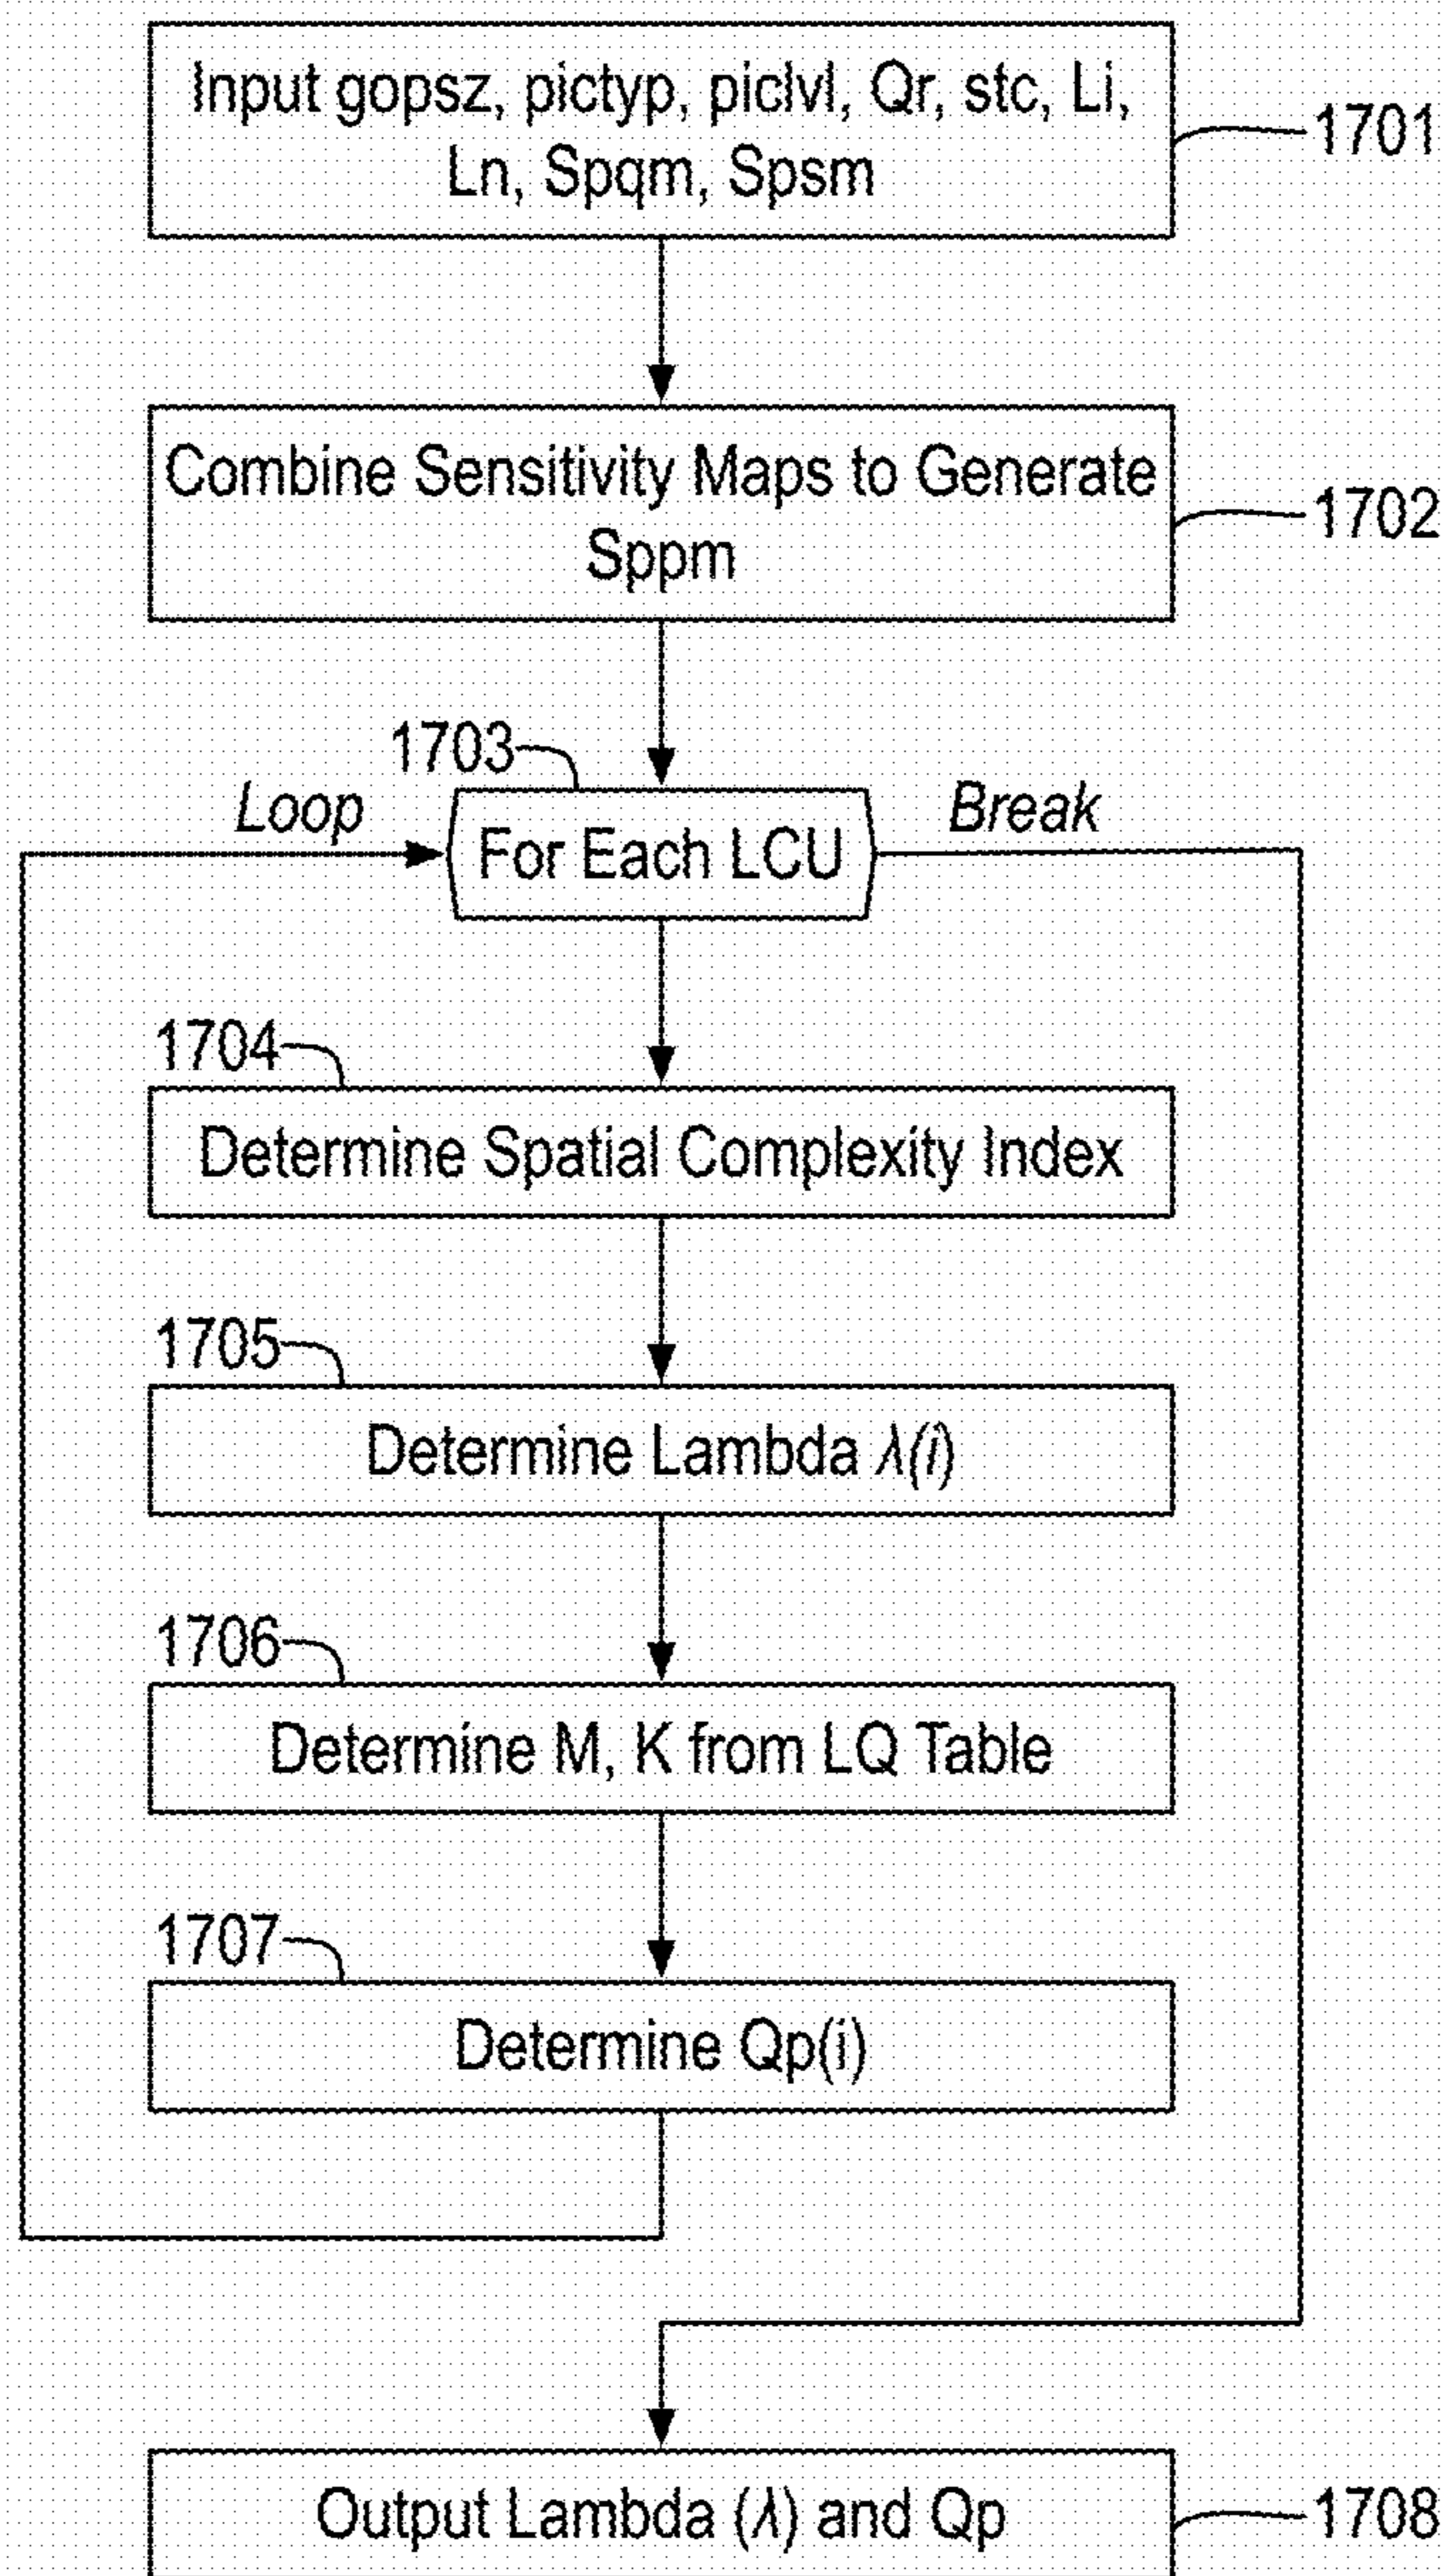 Input gopsz, pictyp, piclvl, Qr, stc, Li,
Ln, Spqm, Spsm
1701
Combine Sensitivity Maps to Generate
Sppm
1702
1703
Loop
For Each LCU
Break
1704
Determine Spatial Complexity Index
1705
Determine Lambda λ(i)
1706
Determine M, K from LQ Table
1707
Determine Qp(i)
Output Lambda (λ) and Qp
1708